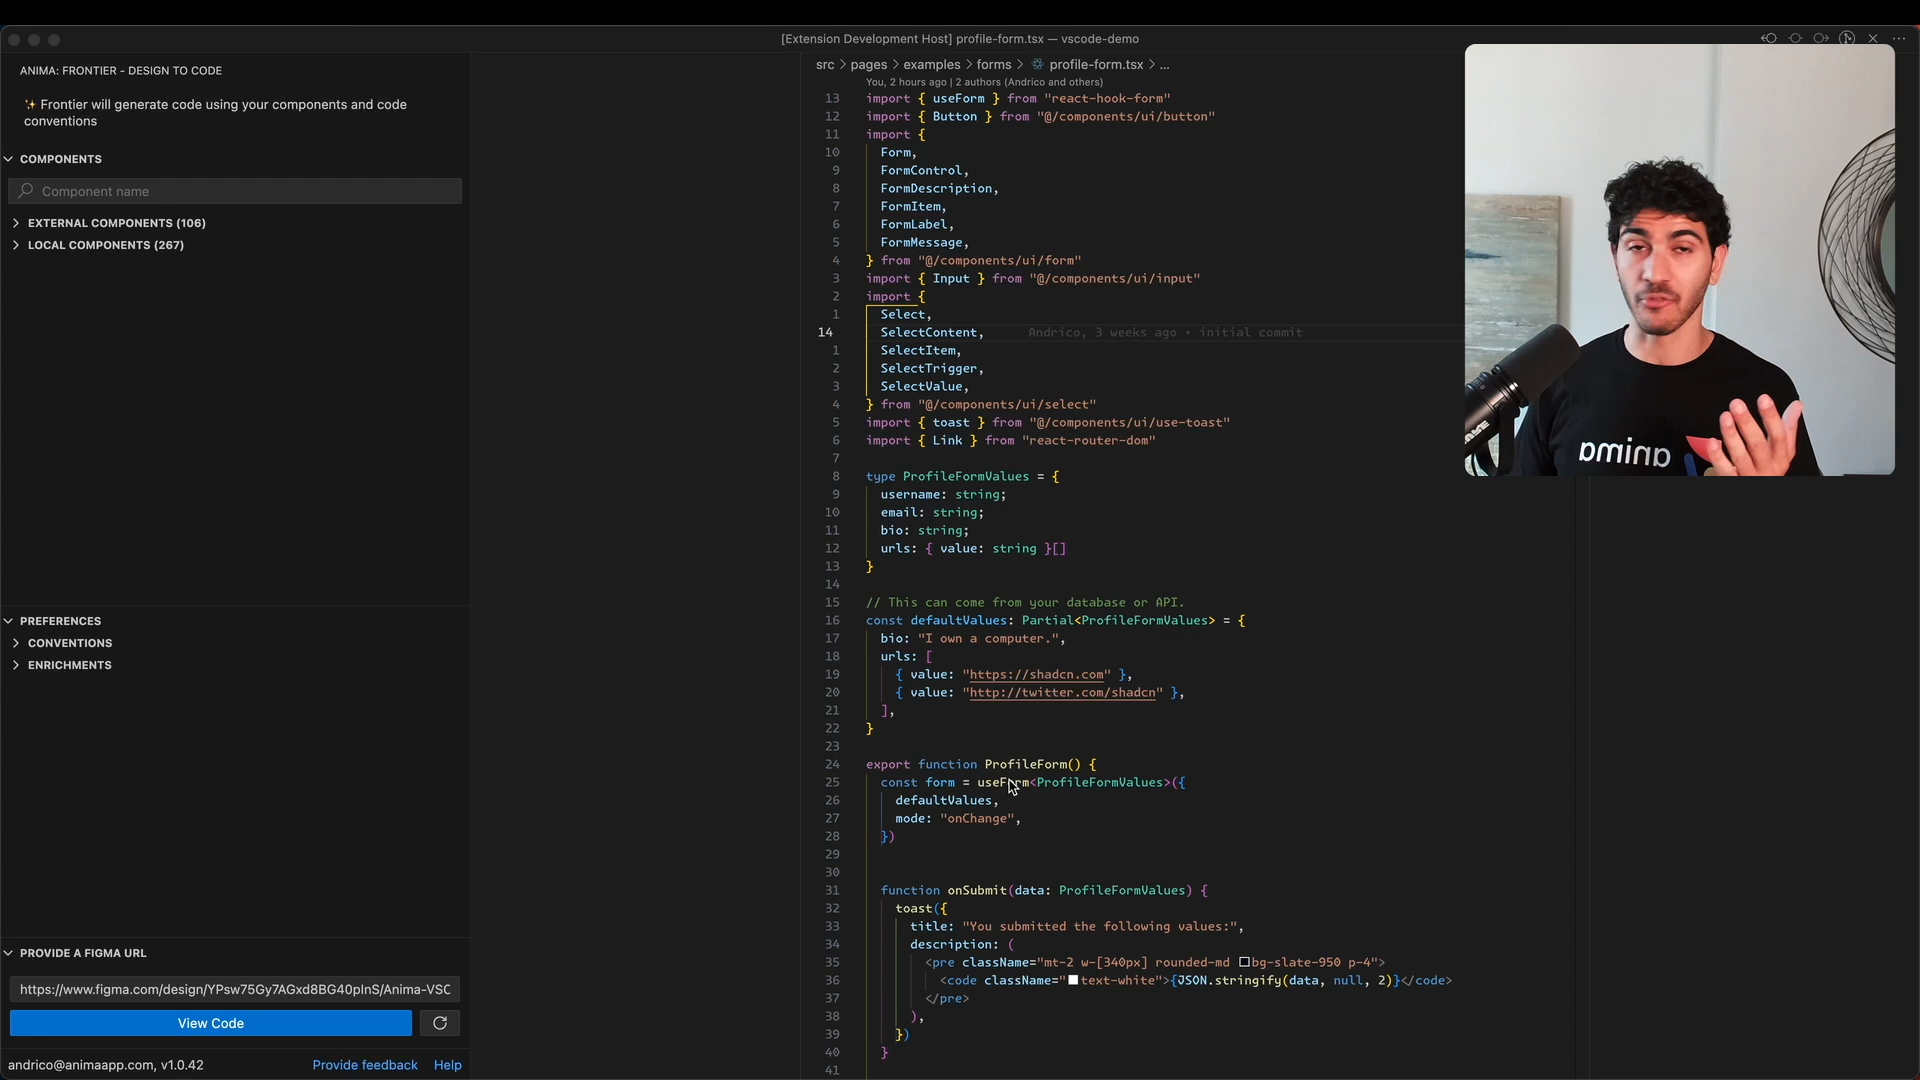 [Extension Development Host] profile-form.tsx — vscode-demo
ANIMA: FRONTIER - DESIGN TO CODE
✨ Frontier will generate code using your components and code
conventions
COMPONENTS
Component name
EXTERNAL COMPONENTS (106)
LOCAL COMPONENTS (267)
PREFERENCES
CONVENTIONS
ENRICHMENTS
PROVIDE A FIGMA URL
https://www.figma.com/design/YPsw75Gy7AGxd8BG40pInS/Anima-VSC
View Code
andrico@animaapp.com, v1.0.42 Provide feedback Help
src > pages > examples > forms > profile-form.tsx > ...
You, 2 hours ago | 2 authors (Andrico and others)
13 import { useForm } from "react-hook-form"
12 import { Button } from "@/components/ui/button"
11 import {
10 Form,
9 FormControl,
8 FormDescription,
7 FormItem,
6 FormLabel,
5 FormMessage,
4 } from "@/components/ui/form"
3 import { Input } from "@/components/ui/input"
2 import {
1 Select,
14 SelectContent, Andrico, 3 weeks ago • initial commit
1 SelectItem,
2 SelectTrigger,
3 SelectValue,
4 } from "@/components/ui/select"
5 import { toast } from "@/components/ui/use-toast"
6 import { Link } from "react-router-dom"
7
8 type ProfileFormValues = {
9 username: string;
10 email: string;
11 bio: string;
12 urls: { value: string }[]
13 }
14
15 // This can come from your database or API.
16 const defaultValues: Partial<ProfileFormValues> = {
17 bio: "I own a computer.",
18 urls: [
19 { value: "https://shadcn.com" },
20 { value: "http://twitter.com/shadcn" },
21 ],
22 }
23
24 export function ProfileForm() {
25 const form = useForm<ProfileFormValues>({
26 defaultValues,
27 mode: "onChange",
28 })
29
30
31 function onSubmit(data: ProfileFormValues) {
32 toast({
33 title: "You submitted the following values:",
34 description: (
35 <pre className="mt-2 w-[340px] rounded-md bg-slate-950 p-4">
36 <code className="text-white">{JSON.stringify(data, null, 2)}</code>
37 </pre>
38 ),
39 })
40 }
41
anima